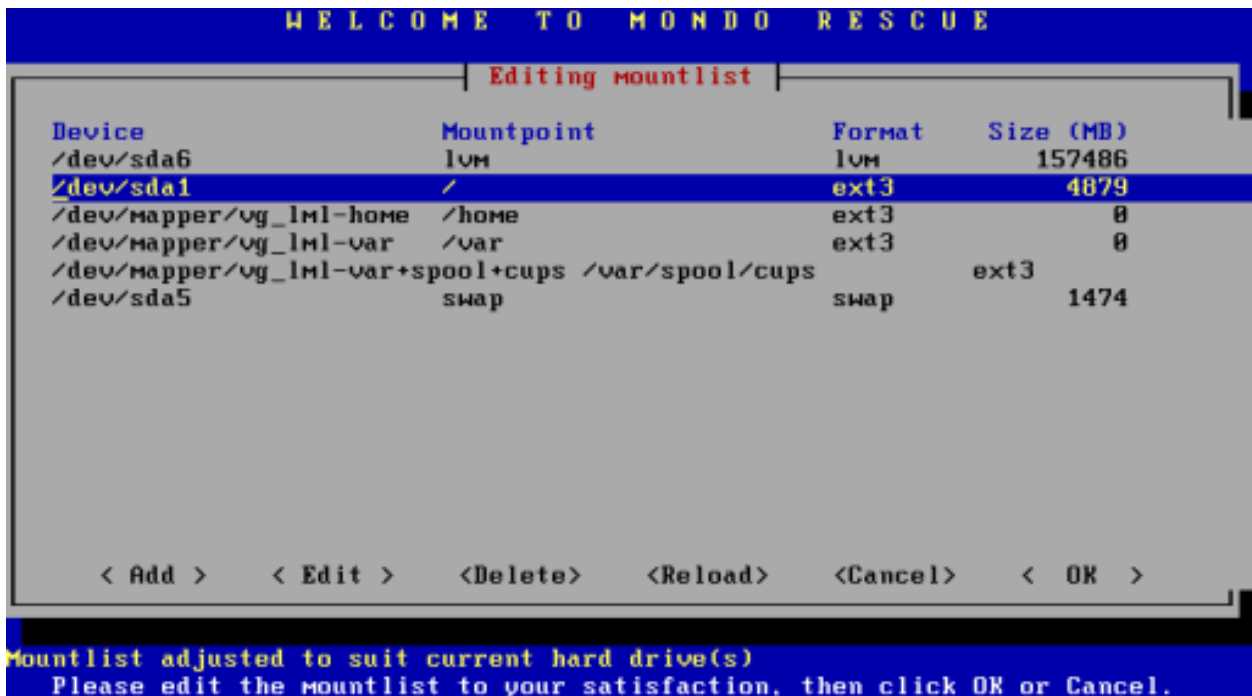 WELCOME TO MONDO RESCUE
Editing mountlist
Device Mountpoint Format Size (MB)
/dev/sda6 lvm lvm 157486
/dev/sda1 / ext3 4879
/dev/mapper/vg_lml-home /home ext3 0
/dev/mapper/vg_lml-var /var ext3 0
/dev/mapper/vg_lml-var+spool+cups /var/spool/cups ext3
/dev/sda5 swap swap 1474
< Add > < Edit > <Delete> <Reload> <Cancel> < OK >
Mountlist adjusted to suit current hard drive(s)
Please edit the mountlist to your satisfaction, then click OK or Cancel.